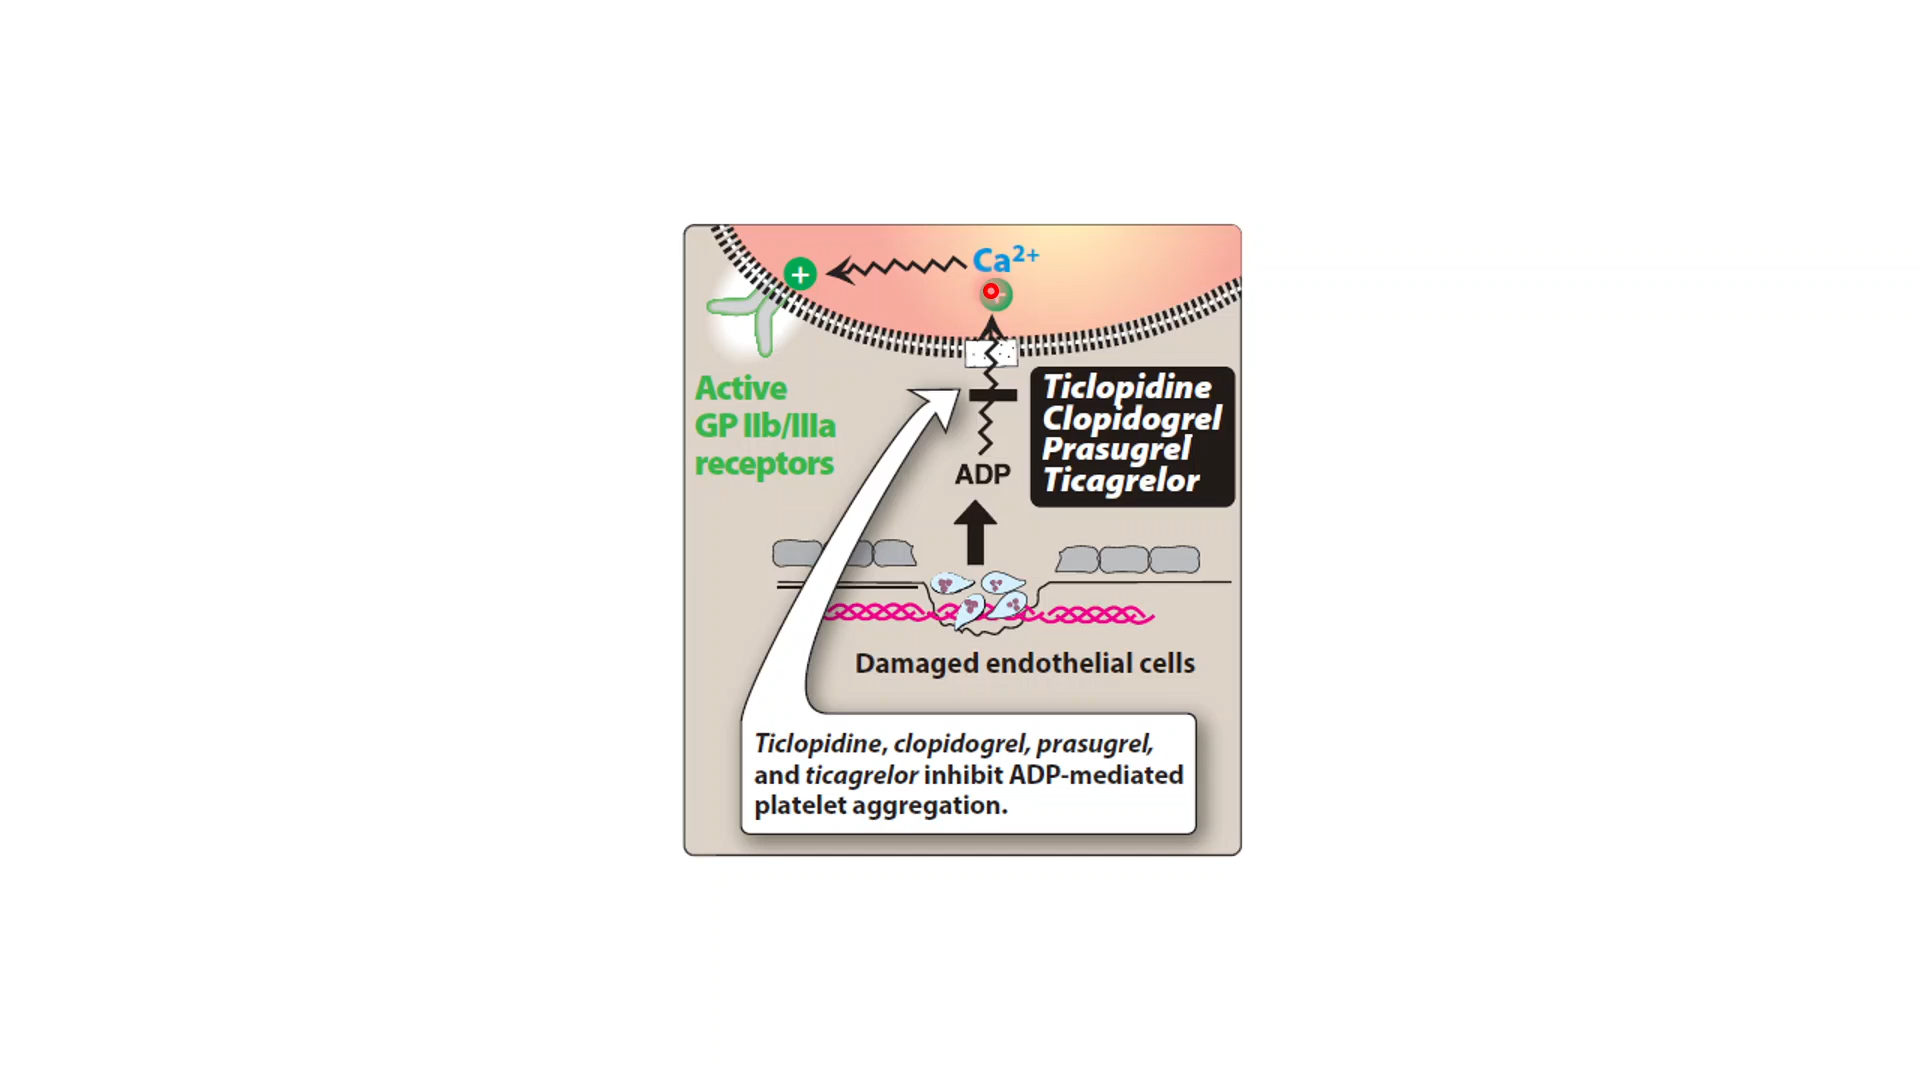 Ca2+
+
Active
GP IIb/IIIa
receptors
Ticlopidine
Clopidogrel
Prasugrel
Ticagrelor
ADP
Damaged endothelial cells
Ticlopidine, clopidogrel, prasugrel,
and ticagrelor inhibit ADP-mediated
platelet aggregation.